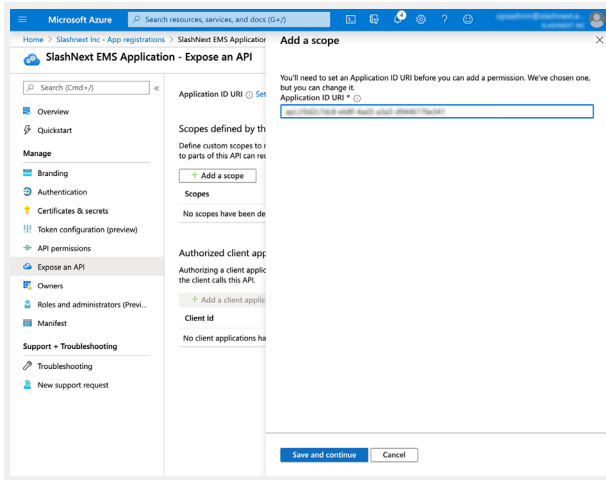 Microsoft Azure
Search resources, services, and docs (G+/)
4
Home > Slashnext Inc - App registrations > SlashNext EMS Application
SlashNext EMS Application - Expose an API
Search (Cmd+/)
Overview
Quickstart
Manage
Branding
Authentication
Certificates & secrets
Token configuration (preview)
API permissions
Expose an API
Owners
Roles and administrators (Previ...
Manifest
Support + Troubleshooting
Troubleshooting
New support request
Application ID URI Set
Scopes defined by th
Define custom scopes to r
to parts of this API can rec
+ Add a scope
Scopes
No scopes have been de
Authorized client app
Authorizing a client applic
the client calls this API.
+ Add a client applic
Client Id
No client applications ha
Add a scope
You'll need to set an Application ID URI before you can add a permission. We've chosen one,
but you can change it.
Application ID URI *
Save and continue
Cancel